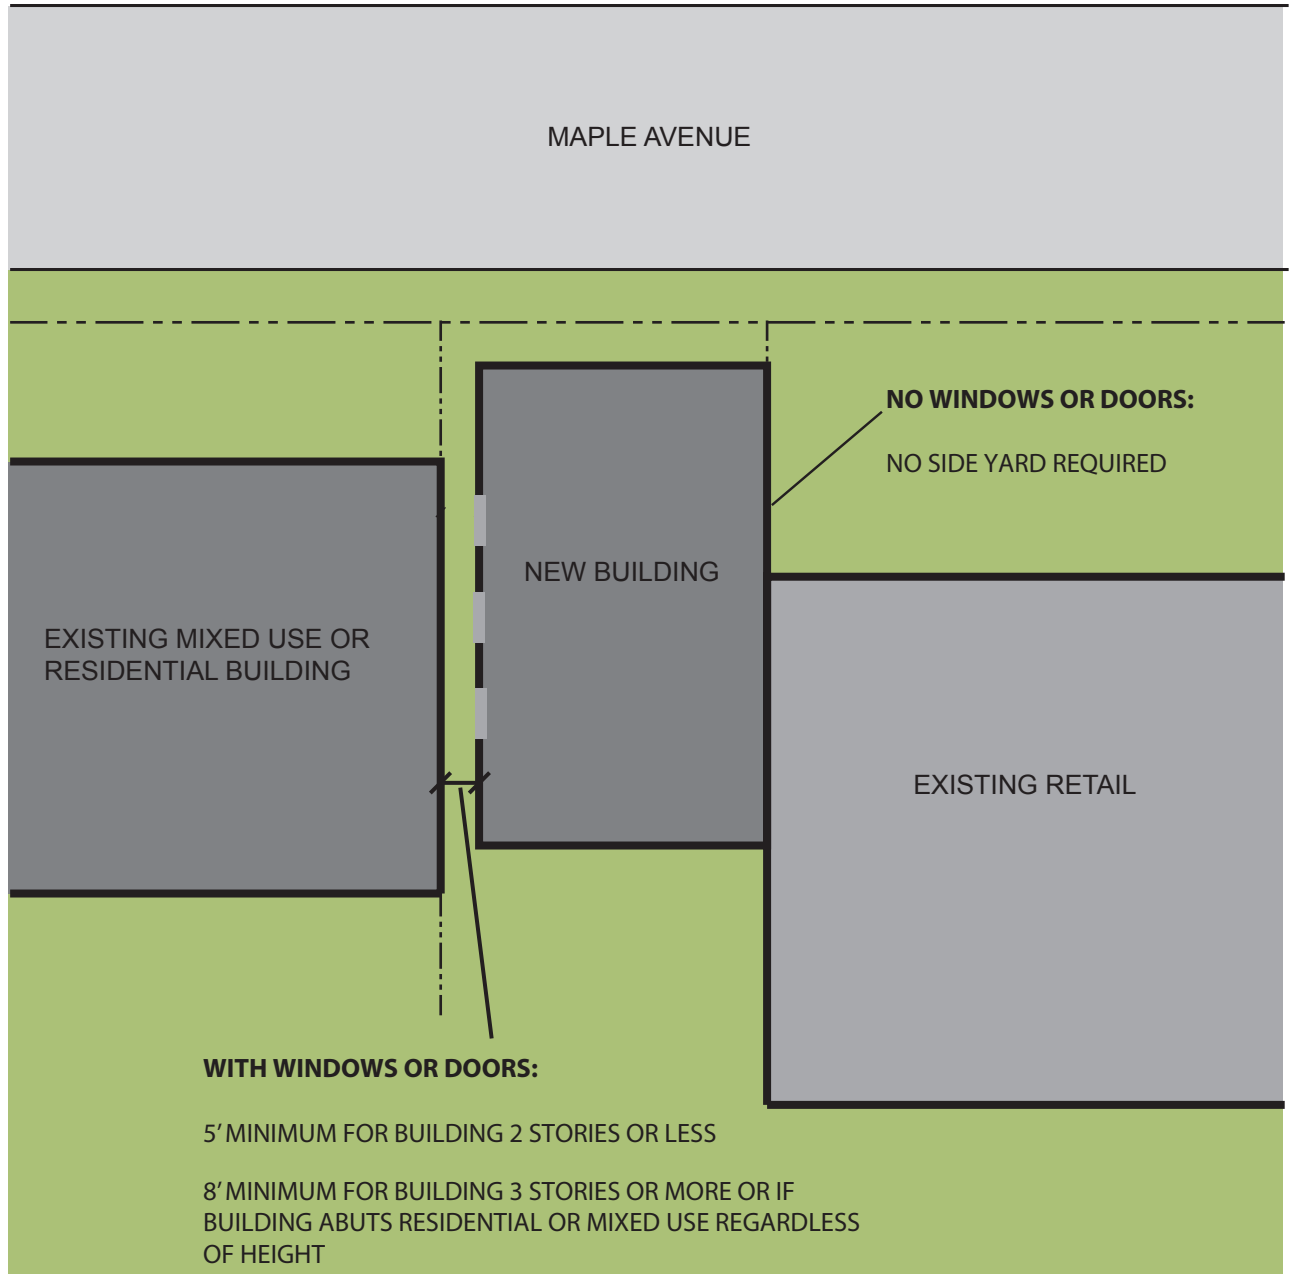 MAPLE AVENUE
NO WINDOWS OR DOORS:
NO SIDE YARD REQUIRED
NEW BUILDING
EXISTING MIXED USE OR
RESIDENTIAL BUILDING
EXISTING RETAIL
WITH WINDOWS OR DOORS:
5’ MINIMUM FOR BUILDING 2 STORIES OR LESS
8’ MINIMUM FOR BUILDING 3 STORIES OR MORE OR IF
BUILDING ABUTS RESIDENTIAL OR MIXED USE REGARDLESS
OF HEIGHT